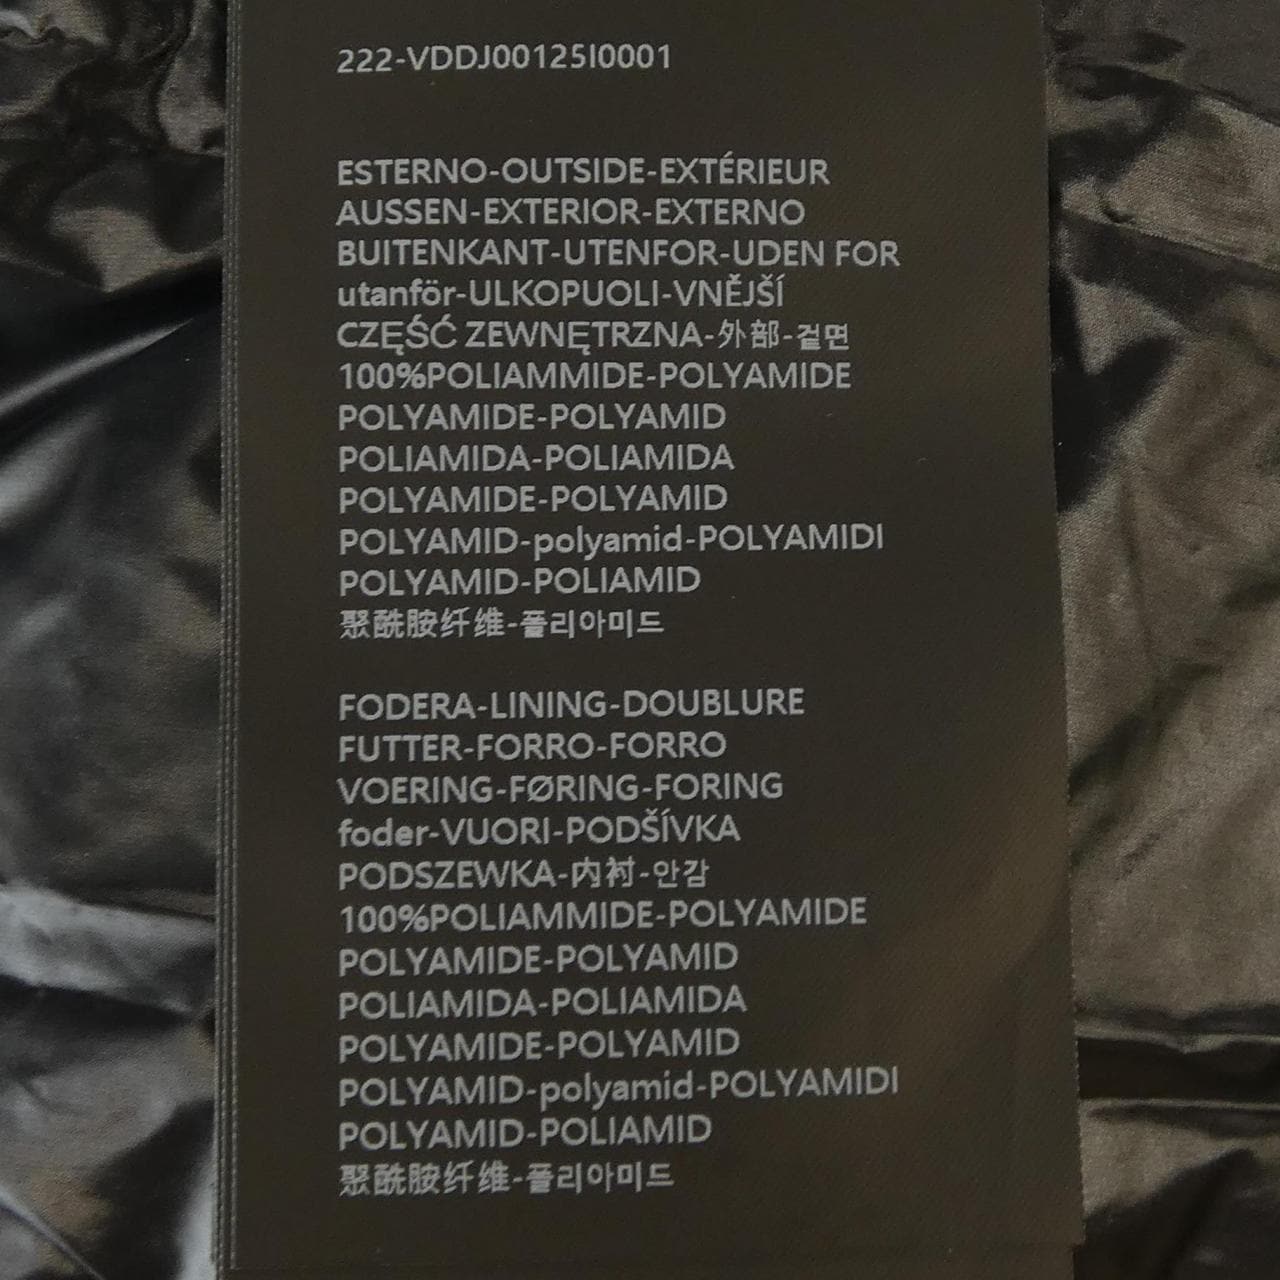 222-VDDJ00125I0001
ESTERNO-OUTSIDE-EXTÉRIEUR
AUSSEN-EXTERIOR-EXTERNO
BUITENKANT-UTENFOR-UDEN FOR
utanför-ULKOPUOLI-VNĚJŠÍ
CZĘŚĆ ZEWNĘTRZNA-外部-겉면
100%POLIAMMIDE-POLYAMIDE
POLYAMIDE-POLYAMID
POLIAMIDA-POLIAMIDA
POLYAMIDE-POLYAMID
POLYAMID-polyamid-POLYAMIDI
POLYAMID-POLIAMID
聚酰胺纤维-폴리아미드
FODERA-LINING-DOUBLURE
FUTTER-FORRO-FORRO
VOERING-FØRING-FORING
foder-VUORI-PODŠÍVKA
PODSZEWKA-内衬-안감
100%POLIAMMIDE-POLYAMIDE
POLYAMIDE-POLYAMID
POLIAMIDA-POLIAMIDA
POLYAMIDE-POLYAMID
POLYAMID-polyamid-POLYAMIDI
POLYAMID-POLIAMID
聚酰胺纤维-폴리아미드